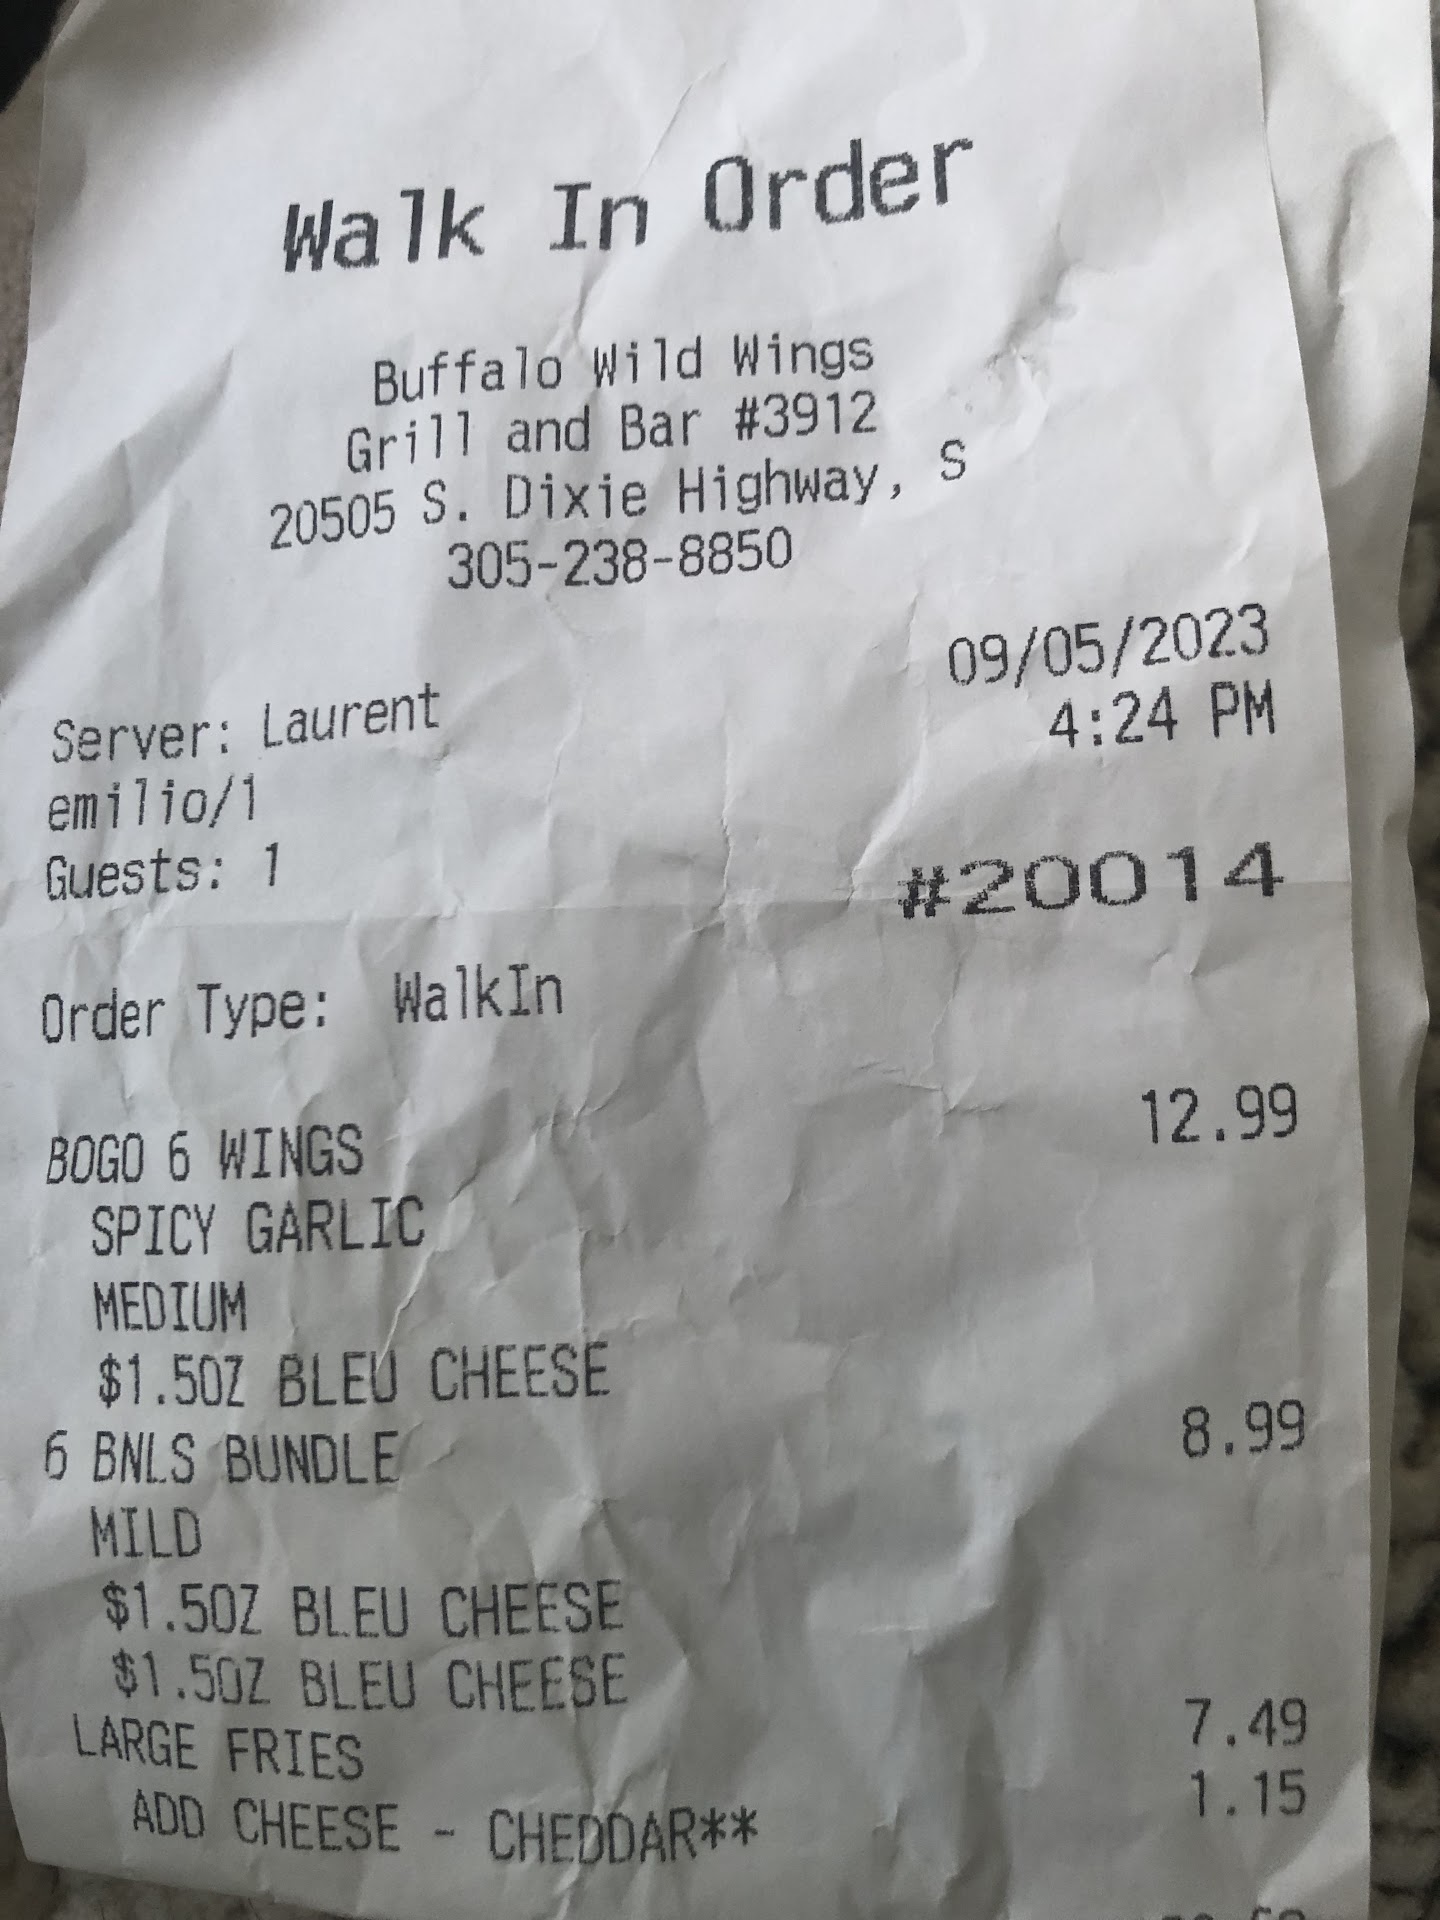 Walk In Order
Buffalo Wild Wings
Grill and Bar #3912
20505 S. Dixie Highway, S
305-238-8850
09/05/2023
Server: Laurent
4:24 PM
emilio/1
Guests: 1
#20014
Order Type: WalkIn
BOGO 6 WINGS 12.99
SPICY GARLIC
MEDIUM
$1.5OZ BLEU CHEESE
6 BNLS BUNDLE 8.99
MILD
$1.5OZ BLEU CHEESE
$1.5OZ BLEU CHEESE
LARGE FRIES 7.49
ADD CHEESE - CHEDDAR** 1.15